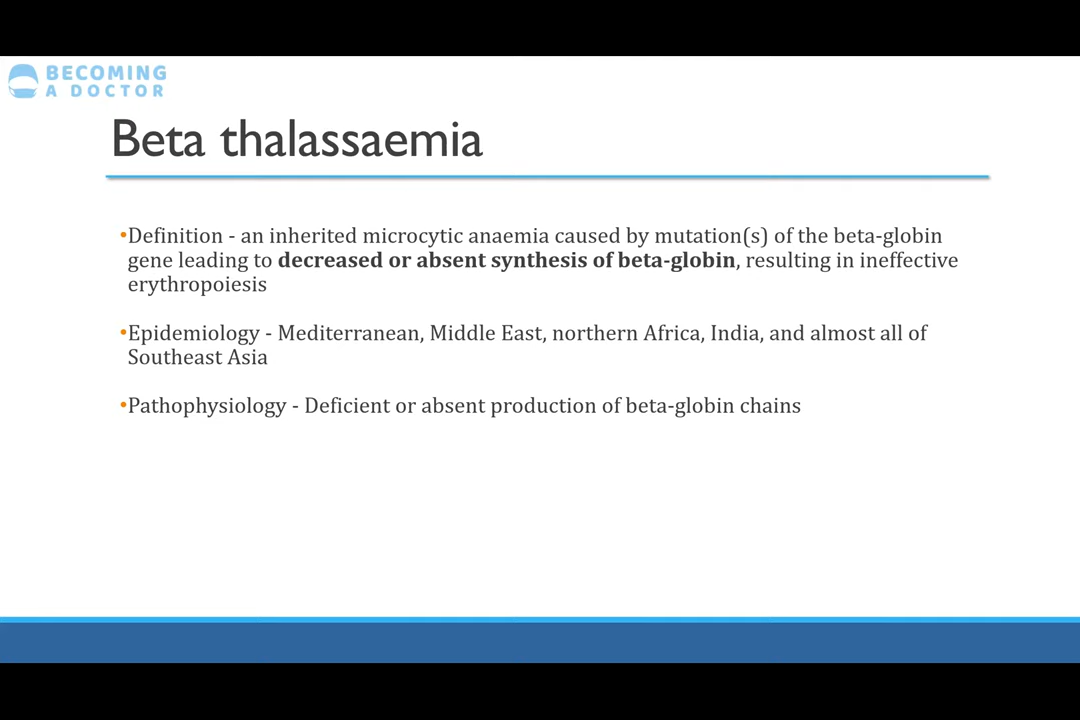 BECOMING
A DOCTOR
Beta thalassaemia
•Definition - an inherited microcytic anaemia caused by mutation(s) of the beta-globin
gene leading to decreased or absent synthesis of beta-globin, resulting in ineffective
erythropoiesis
•Epidemiology - Mediterranean, Middle East, northern Africa, India, and almost all of
Southeast Asia
•Pathophysiology - Deficient or absent production of beta-globin chains